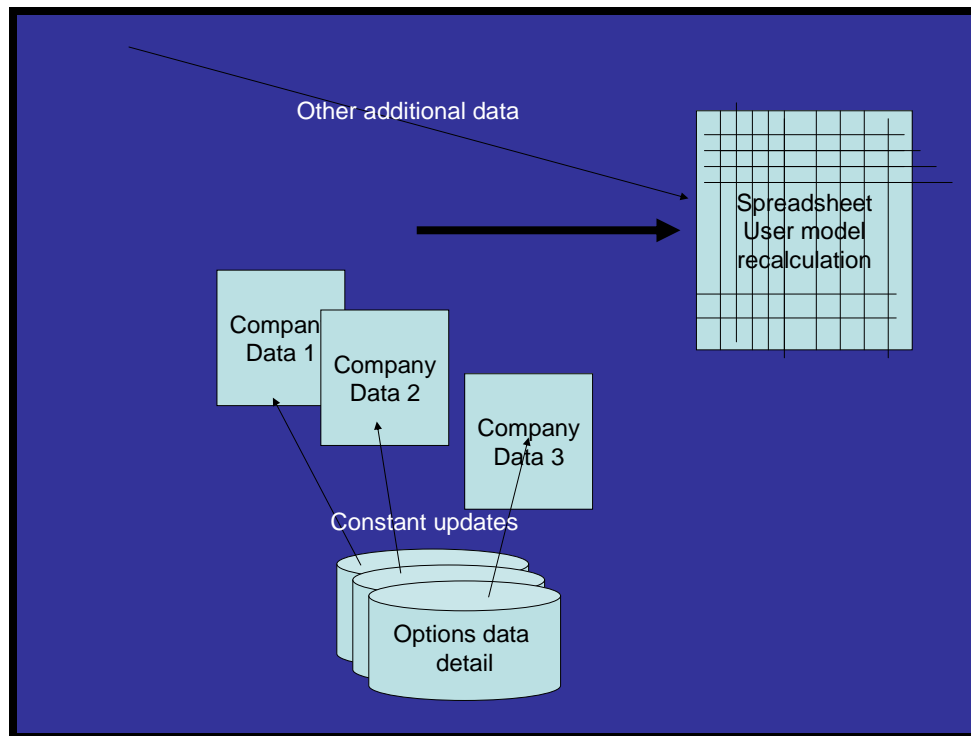 Other additional data
Spreadsheet
User model
recalculation
Company
Data 1
Company
Data 2
Company
Data 3
Constant updates
Options data
detail